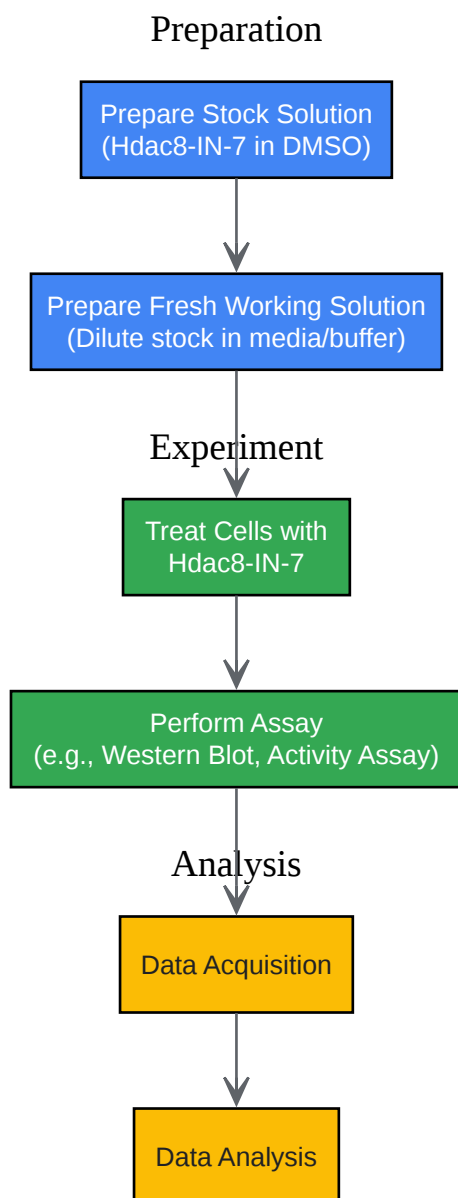 Preparation
Prepare Stock Solution
(Hdac8-IN-7 in DMSO)
Prepare Fresh Working Solution
(Dilute stock in media/buffer)
Experiment
Treat Cells with
Hdac8-IN-7
Perform Assay
(e.g., Western Blot, Activity Assay)
Analysis
Data Acquisition
Data Analysis